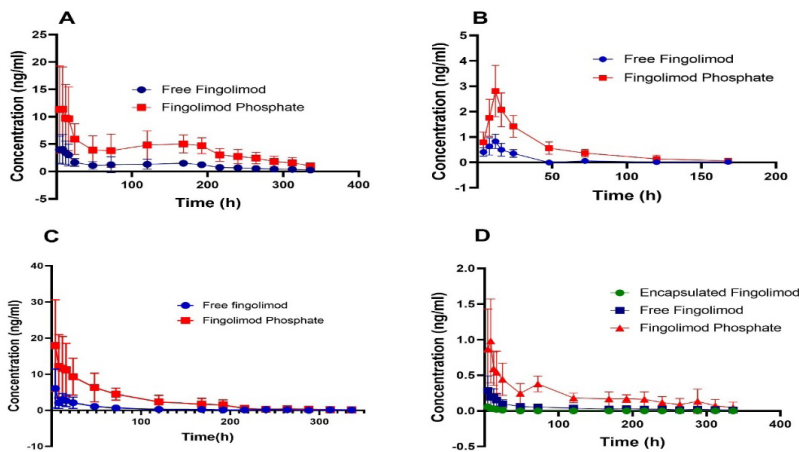 A
Concentration (ng/ml)
25
20
15
10
5
0
-5
Free Fingolimod
Fingolimod Phosphate
0 100 200 300 400
Time (h)
B
Concentration (ng/ml)
5
4
3
2
1
0
-1
Free Fingolimod
Fingolimod Phosphate
50 100 150 200
Time (h)
C
Concentration (ng/ml)
40
30
20
10
0
-10
Free fingolimod
Fingolimod Phosphate
100 200 300
Time(h)
D
Concentration (ng/ml)
2.0
1.5
1.0
0.5
0.0
-0.5
Encapsulated Fingolimod
Free Fingolimod
Fingolimod Phosphate
100 200 300 400
Time (h)